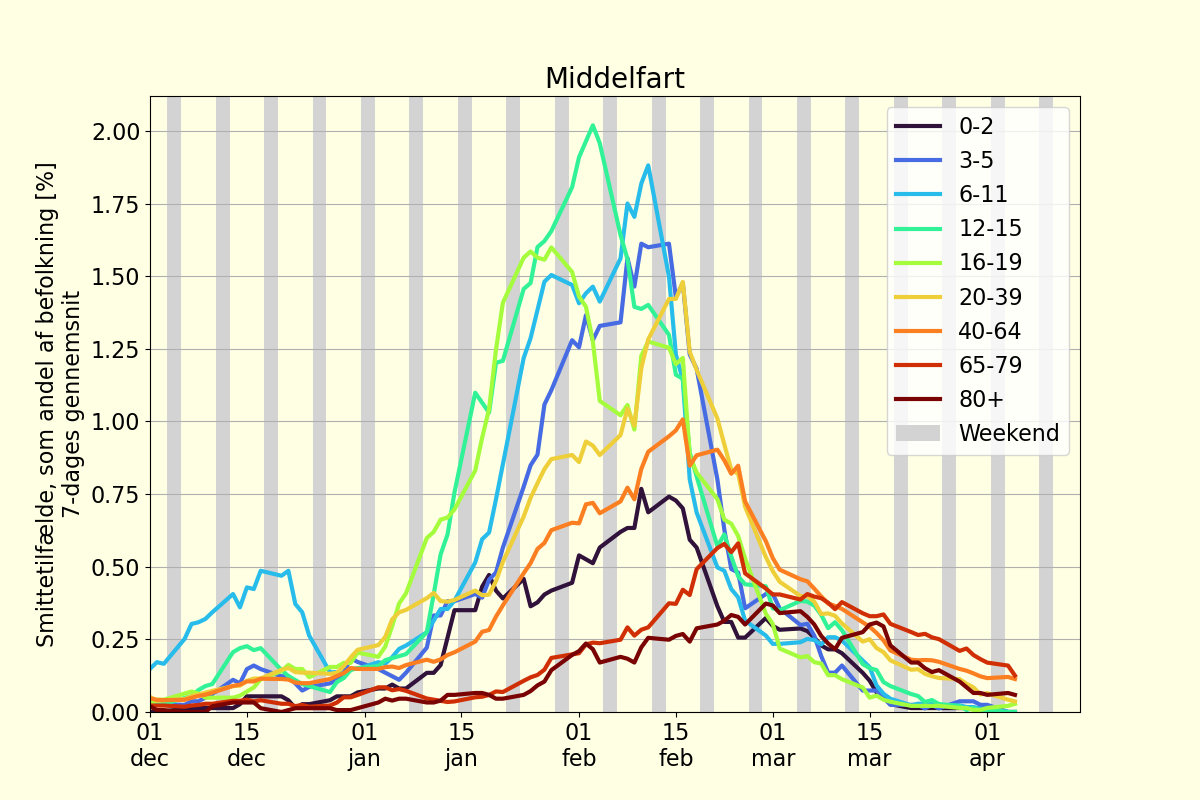 Middelfart
Smittetilfælde, som andel af befolkning [%]
7-dages gennemsnit
2.00
1.75
1.50
1.25
1.00
0.75
0.50
0.25
0.00
01
dec
15
dec
01
jan
15
jan
01
feb
15
feb
01
mar
15
mar
01
apr
0-2
3-5
6-11
12-15
16-19
20-39
40-64
65-79
80+
Weekend